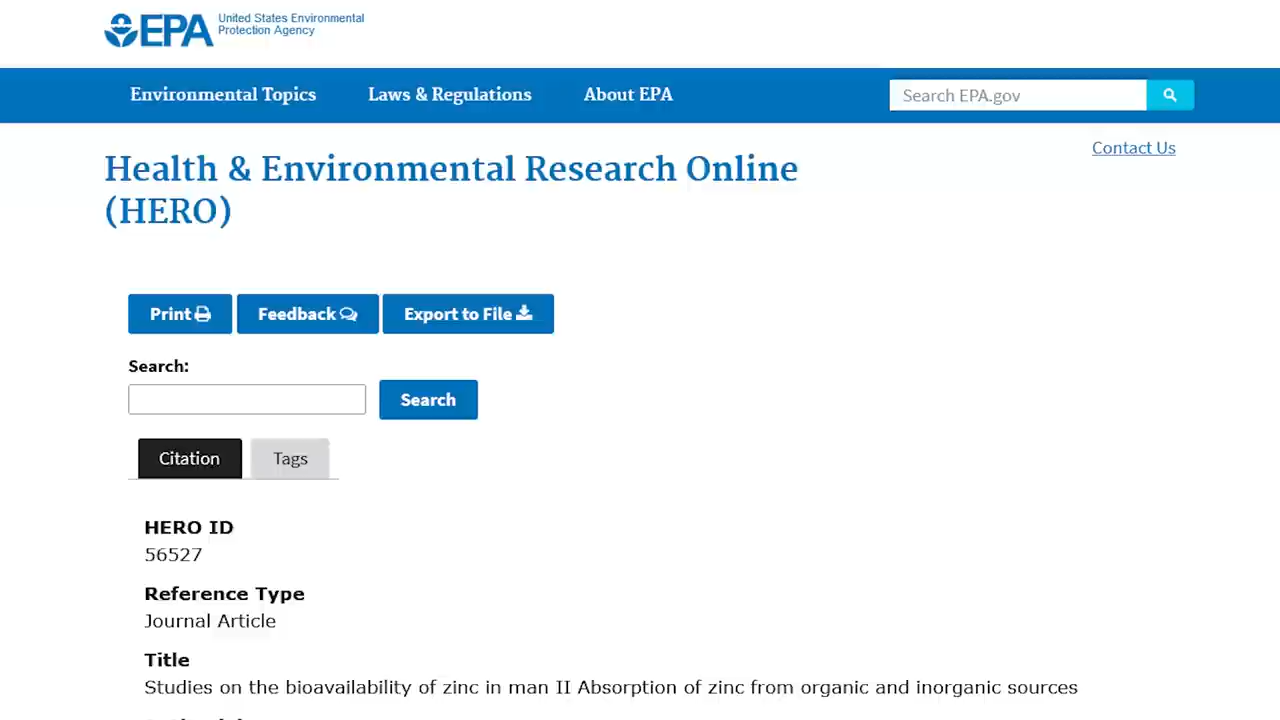 EPA
United States Environmental
Protection Agency
Environmental Topics
Laws & Regulations
About EPA
Search EPA.gov
Contact Us
Health & Environmental Research Online
(HERO)
Print
Feedback
Export to File
Search:
Search
Citation
Tags
HERO ID
56527
Reference Type
Journal Article
Title
Studies on the bioavailability of zinc in man II Absorption of zinc from organic and inorganic sources